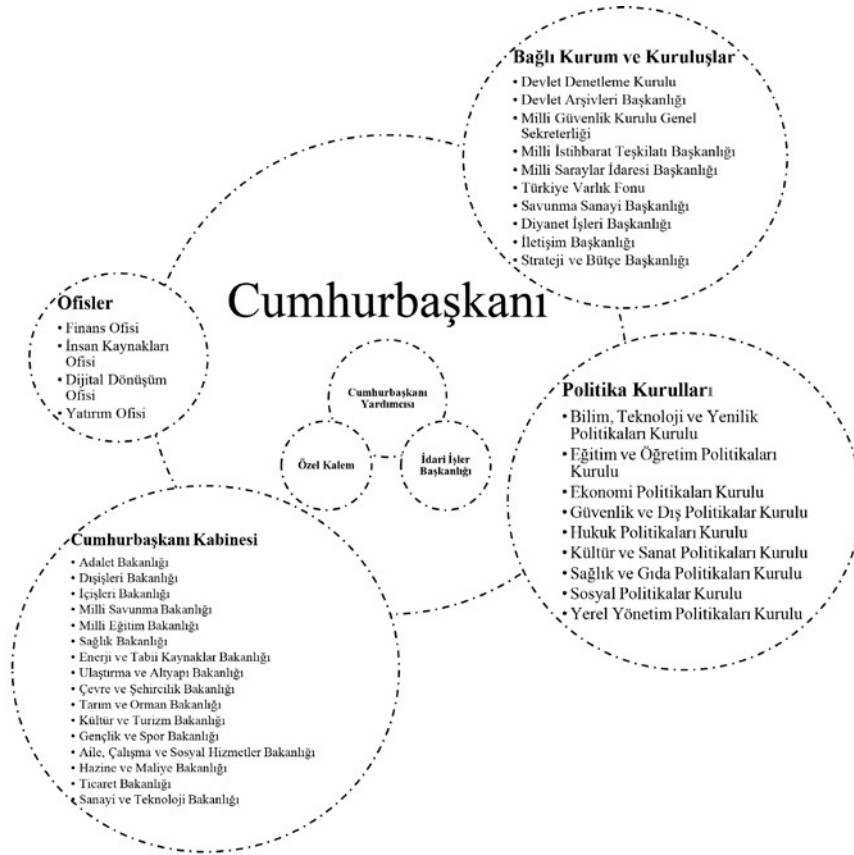 Bağlı Kurum ve Kuruluşlar
• Devlet Denetleme Kurulu
• Devlet Arşivleri Başkanlığı
• Milli Güvenlik Kurulu Genel
Sekreterliği
• Milli İstihbarat Teşkilatı Başkanlığı
• Milli Saraylar İdaresi Başkanlığı
• Türkiye Varlık Fonu
• Savunma Sanayi Başkanlığı
• Diyanet İşleri Başkanlığı
• İletişim Başkanlığı
• Strateji ve Bütçe Başkanlığı
Cumhurbaşkanı
Ofisler
• Finans Ofisi
• İnsan Kaynakları
Ofisi
• Dijital Dönüşüm
Ofisi
• Yatırım Ofisi
Cumhurbaşkanı
Yardımcısı
Özel Kalem
İdari İşler
Başkanlığı
Politika Kurulları
• Bilim, Teknoloji ve Yenilik
Politikaları Kurulu
• Eğitim ve Öğretim Politikaları
Kurulu
• Ekonomi Politikaları Kurulu
• Güvenlik ve Dış Politikalar Kurulu
• Hukuk Politikaları Kurulu
• Kültür ve Sanat Politikaları Kurulu
• Sağlık ve Gıda Politikaları Kurulu
• Sosyal Politikalar Kurulu
• Yerel Yönetim Politikaları Kurulu
Cumhurbaşkanı Kabinesi
• Adalet Bakanlığı
• Dışişleri Bakanlığı
• İçişleri Bakanlığı
• Milli Savunma Bakanlığı
• Milli Eğitim Bakanlığı
• Sağlık Bakanlığı
• Enerji ve Tabii Kaynaklar Bakanlığı
• Ulaştırma ve Altyapı Bakanlığı
• Çevre ve Şehircilik Bakanlığı
• Tarım ve Orman Bakanlığı
• Kültür ve Turizm Bakanlığı
• Gençlik ve Spor Bakanlığı
• Aile, Çalışma ve Sosyal Hizmetler Bakanlığı
• Hazine ve Maliye Bakanlığı
• Ticaret Bakanlığı
• Sanayi ve Teknoloji Bakanlığı